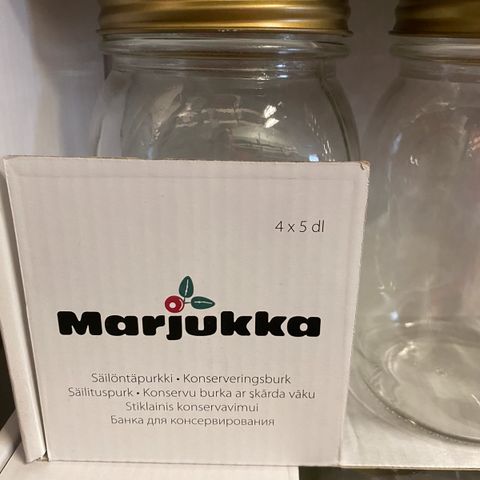 4 x 5 dl
Marjukka
Säilöntäpurkki • Konserveringsburk
Säilituspurk • Konservu burka ar skārda vāku
Stiklainis konservavimui
Банка для консервирования